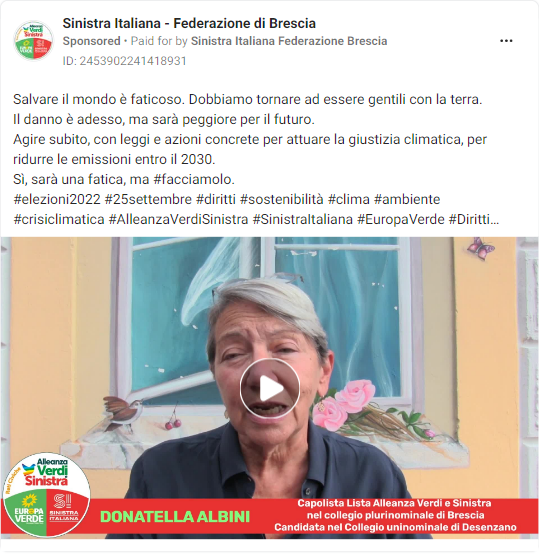 Sinistra Italiana - Federazione di Brescia
Sponsored • Paid for by Sinistra Italiana Federazione Brescia
ID: 2453902241418931
Salvare il mondo è faticoso. Dobbiamo tornare ad essere gentili con la terra.
Il danno è adesso, ma sarà peggiore per il futuro.
Agire subito, con leggi e azioni concrete per attuare la giustizia climatica, per
ridurre le emissioni entro il 2030.
Sì, sarà una fatica, ma #facciamolo.
#elezioni2022 #25settembre #diritti #sostenibilità #clima #ambiente
#crisiclimatica #AlleanzaVerdiSinistra #SinistraItaliana #EuropaVerde #Diritti...
Alleanza
Verdi
Sinistra
EUROPA
VERDE
SI
SINISTRA
ITALIANA
DONATELLA ALBINI
Capolista Lista Alleanza Verdi e Sinistra
nel collegio plurinominale di Brescia
Candidata nel Collegio uninominale di Desenzano